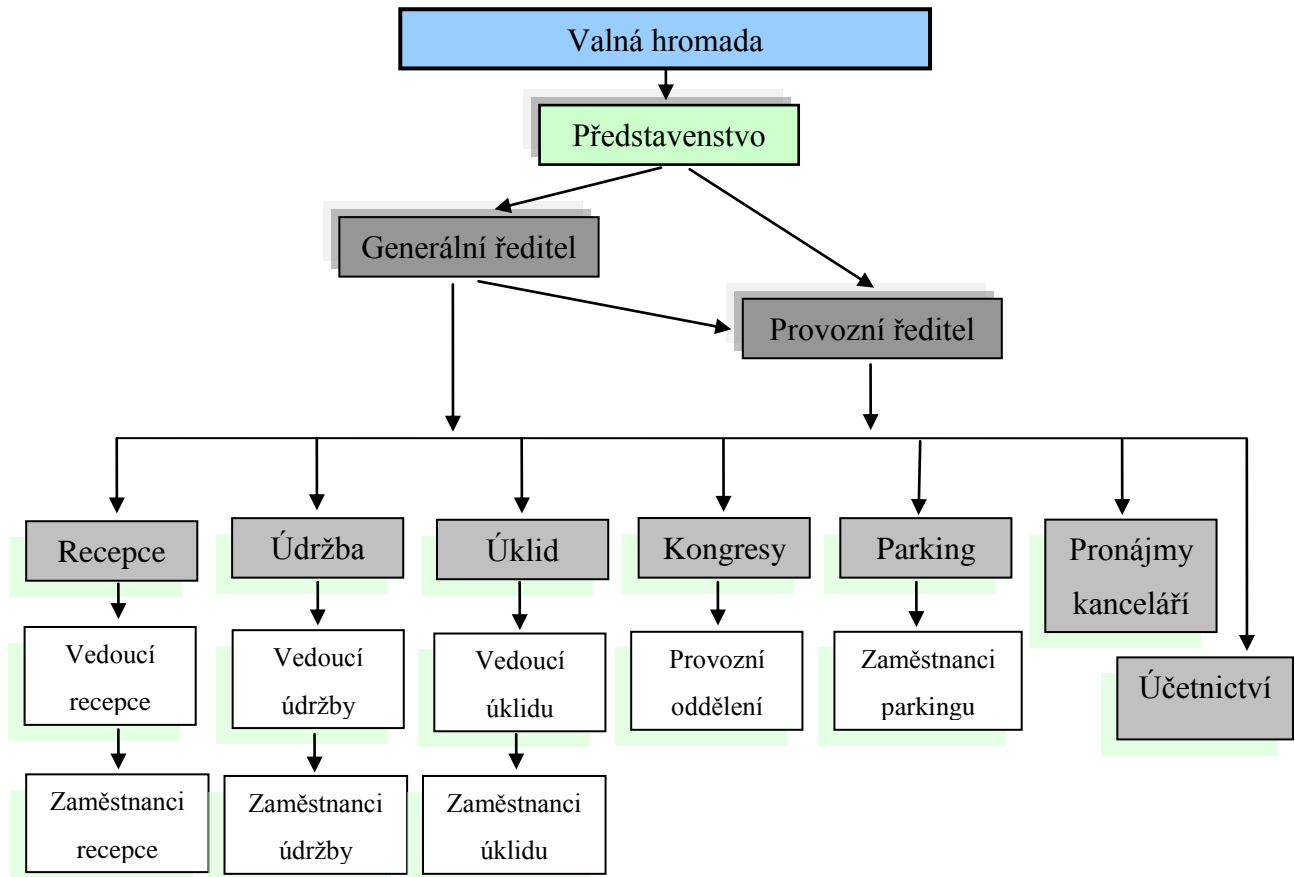 Valná hromada
Představenstvo
Generální ředitel
Provozní ředitel
Recepce
Údržba
Úklid
Kongresy
Parking
Pronájmy
kanceláří
Účetnictví
Vedoucí
recepce
Vedoucí
údržby
Vedoucí
úklidu
Provozní
oddělení
Zaměstnanci
parkingu
Zaměstnanci
recepce
Zaměstnanci
údržby
Zaměstnanci
úklidu